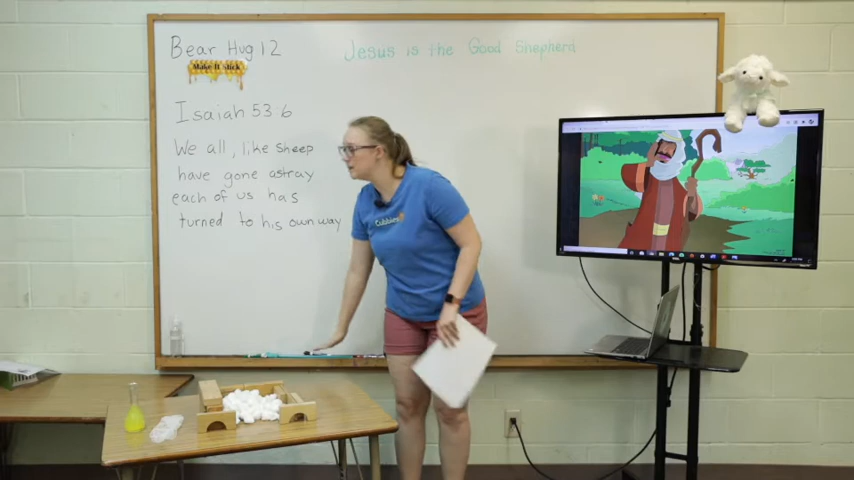 Bear Hug 12
Jesus is the Good Shepherd
Make It Stick
Isaiah 53:6
We all, like sheep
have gone astray
each of us has
turned to his own way
Cubbies